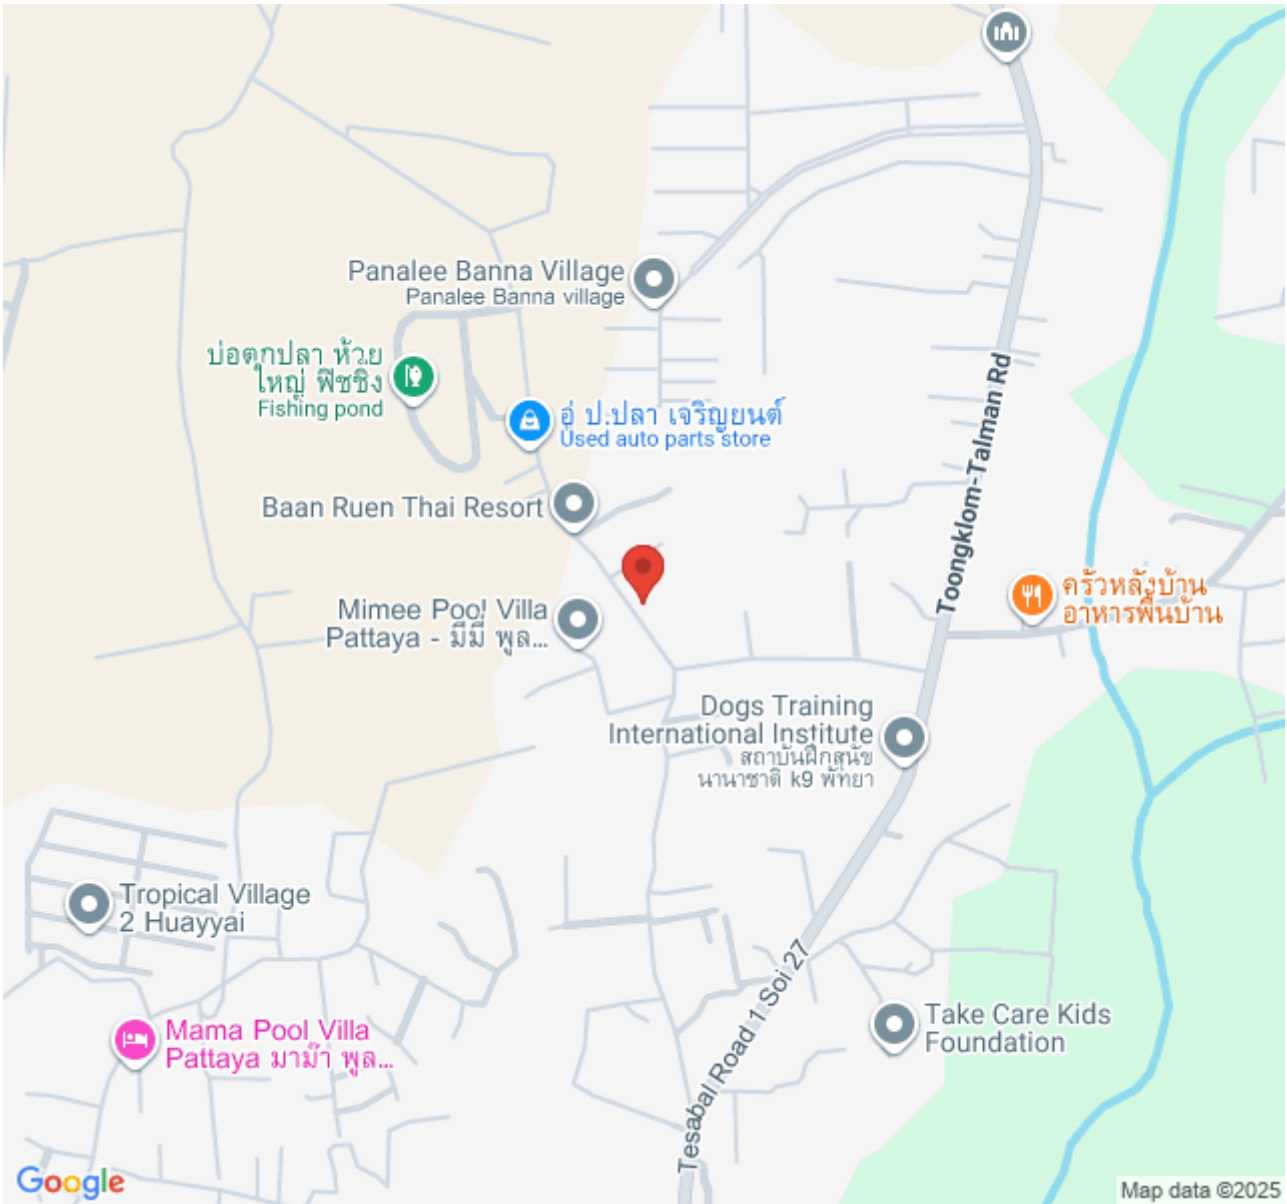 Panalee Banna Village
Panalee Banna village
บ่อตกปลา ห้วย
ใหญ่ ฟิชชิ่ง
Fishing pond
อู่ ป.ปลา เจริญยนต์
Used auto parts store
Toongklom-Talman Rd
Baan Ruen Thai Resort
Mimee Pool Villa
Pattaya - มีมี่ พูล...
ครัวหลังบ้าน
อาหารพื้นบ้าน
Dogs Training
International Institute
สถาบันฝึกสุนัข
นานาชาติ k9 พัทยา
Tropical Village
2 Huayyai
Tesabal Road 1 Soi 27
Take Care Kids
Foundation
Mama Pool Villa
Pattaya มาม๊า พูล...
Google
Map data ©2025